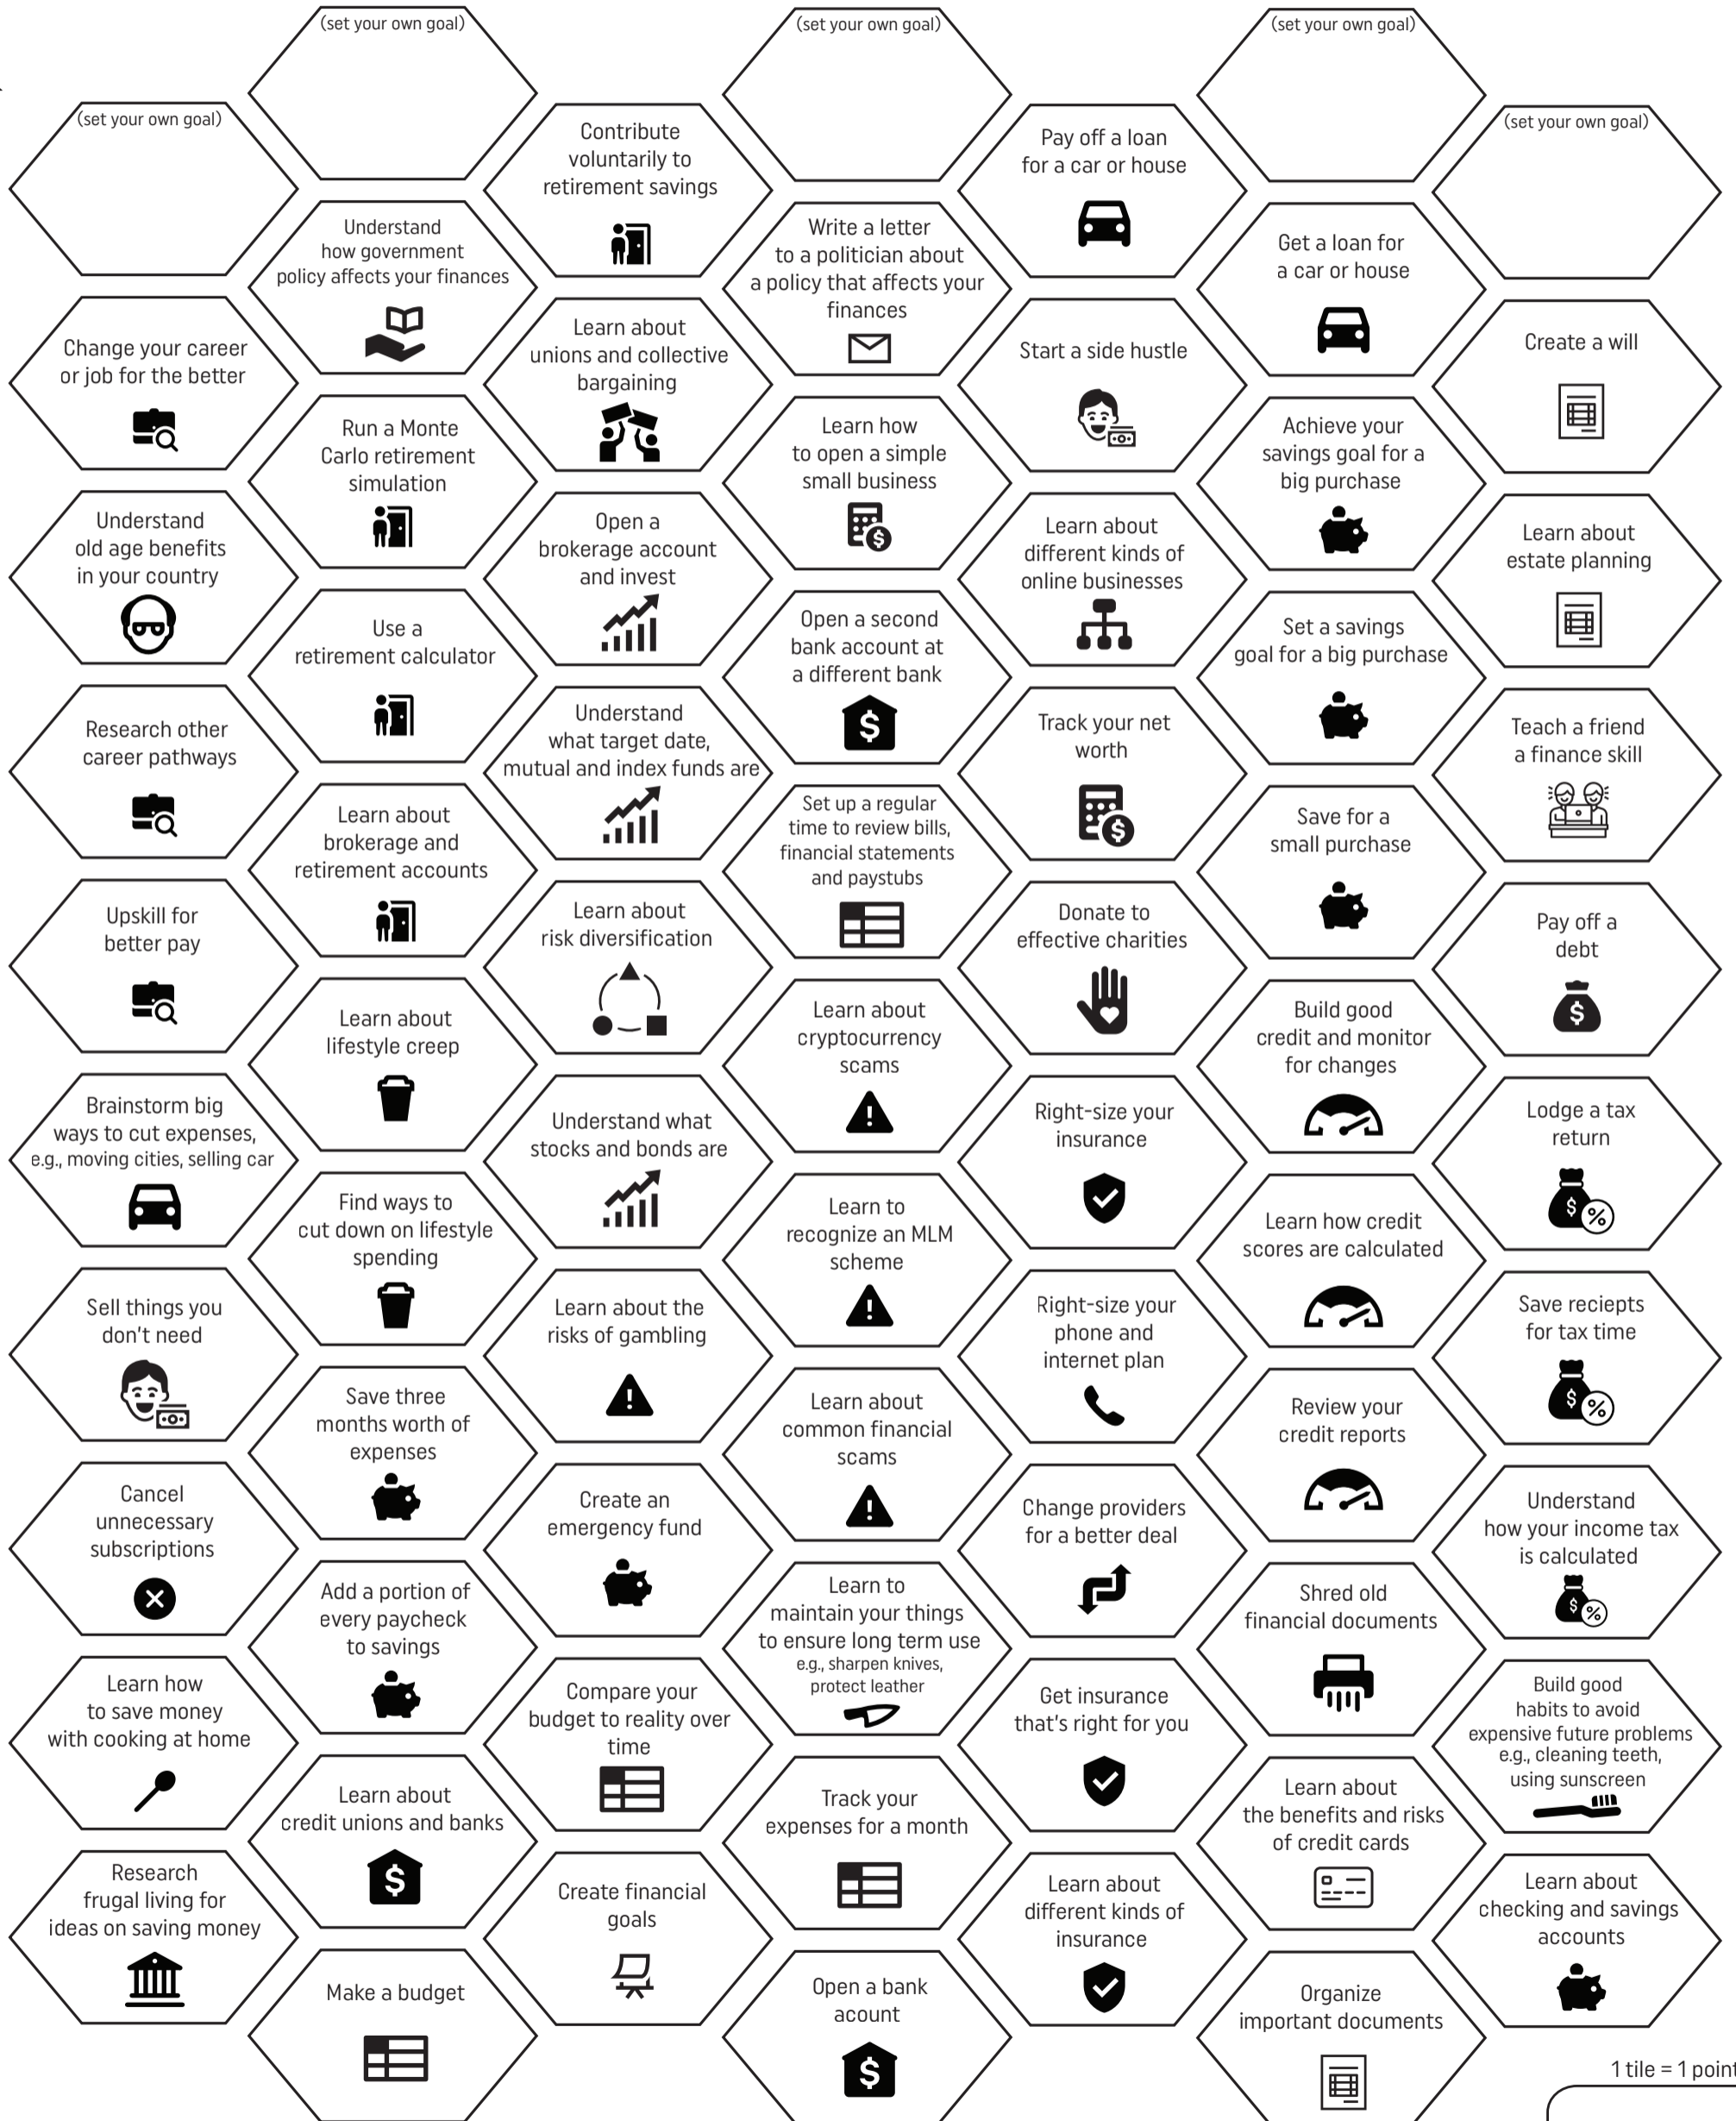 (set your own goal)
(set your own goal)
(set your own goal)
(set your own goal)
(set your own goal)
Contribute
voluntarily to
retirement savings
Pay off a loan
for a car or house
Understand
how government
policy affects your finances
Write a letter
to a politician about
a policy that affects your
finances
Get a loan for
a car or house
Change your career
or job for the better
Learn about
unions and collective
bargaining
Start a side hustle
Create a will
Run a Monte
Carlo retirement
simulation
Learn how
to open a simple
small business
Achieve your
savings goal for a
big purchase
Understand
old age benefits
in your country
Open a
brokerage account
and invest
Learn about
different kinds of
online businesses
Learn about
estate planning
Use a
retirement calculator
Open a second
bank account at
a different bank
$
Set a savings
goal for a big purchase
Research other
career pathways
Understand
what target date,
mutual and index funds are
Track your net
worth
$
Teach a friend
a finance skill
Learn about
brokerage and
retirement accounts
Set up a regular
time to review bills,
financial statements
and paystubs
Save for a
small purchase
Upskill for
better pay
Learn about
risk diversification
Donate to
effective charities
Pay off a
debt
$
Learn about
lifestyle creep
Learn about
cryptocurrency
scams
!
Build good
credit and monitor
for changes
Brainstorm big
ways to cut expenses,
e.g., moving cities, selling car
Understand what
stocks and bonds are
Right-size your
insurance
Lodge a tax
return
$ %
Find ways to
cut down on lifestyle
spending
Learn to
recognize an MLM
scheme
!
Learn how credit
scores are calculated
Sell things you
don't need
Learn about the
risks of gambling
!
Right-size your
phone and
internet plan
Save reciepts
for tax time
$ %
Save three
months worth of
expenses
Learn about
common financial
scams
!
Review your
credit reports
Cancel
unnecessary
subscriptions
Create an
emergency fund
Change providers
for a better deal
Understand
how your income tax
is calculated
$ %
Add a portion of
every paycheck
to savings
Learn to
maintain your things
to ensure long term use
e.g., sharpen knives,
protect leather
Shred old
financial documents
Learn how
to save money
with cooking at home
Compare your
budget to reality over
time
Get insurance
that's right for you
Build good
habits to avoid
expensive future problems
e.g., cleaning teeth,
using sunscreen
Learn about
credit unions and banks
$
Track your
expenses for a month
Learn about
the benefits and risks
of credit cards
Research
frugal living for
ideas on saving money
Create financial
goals
Learn about
different kinds of
insurance
Learn about
checking and savings
accounts
Make a budget
Open a bank
acount
$
Organize
important documents
1 tile = 1 point